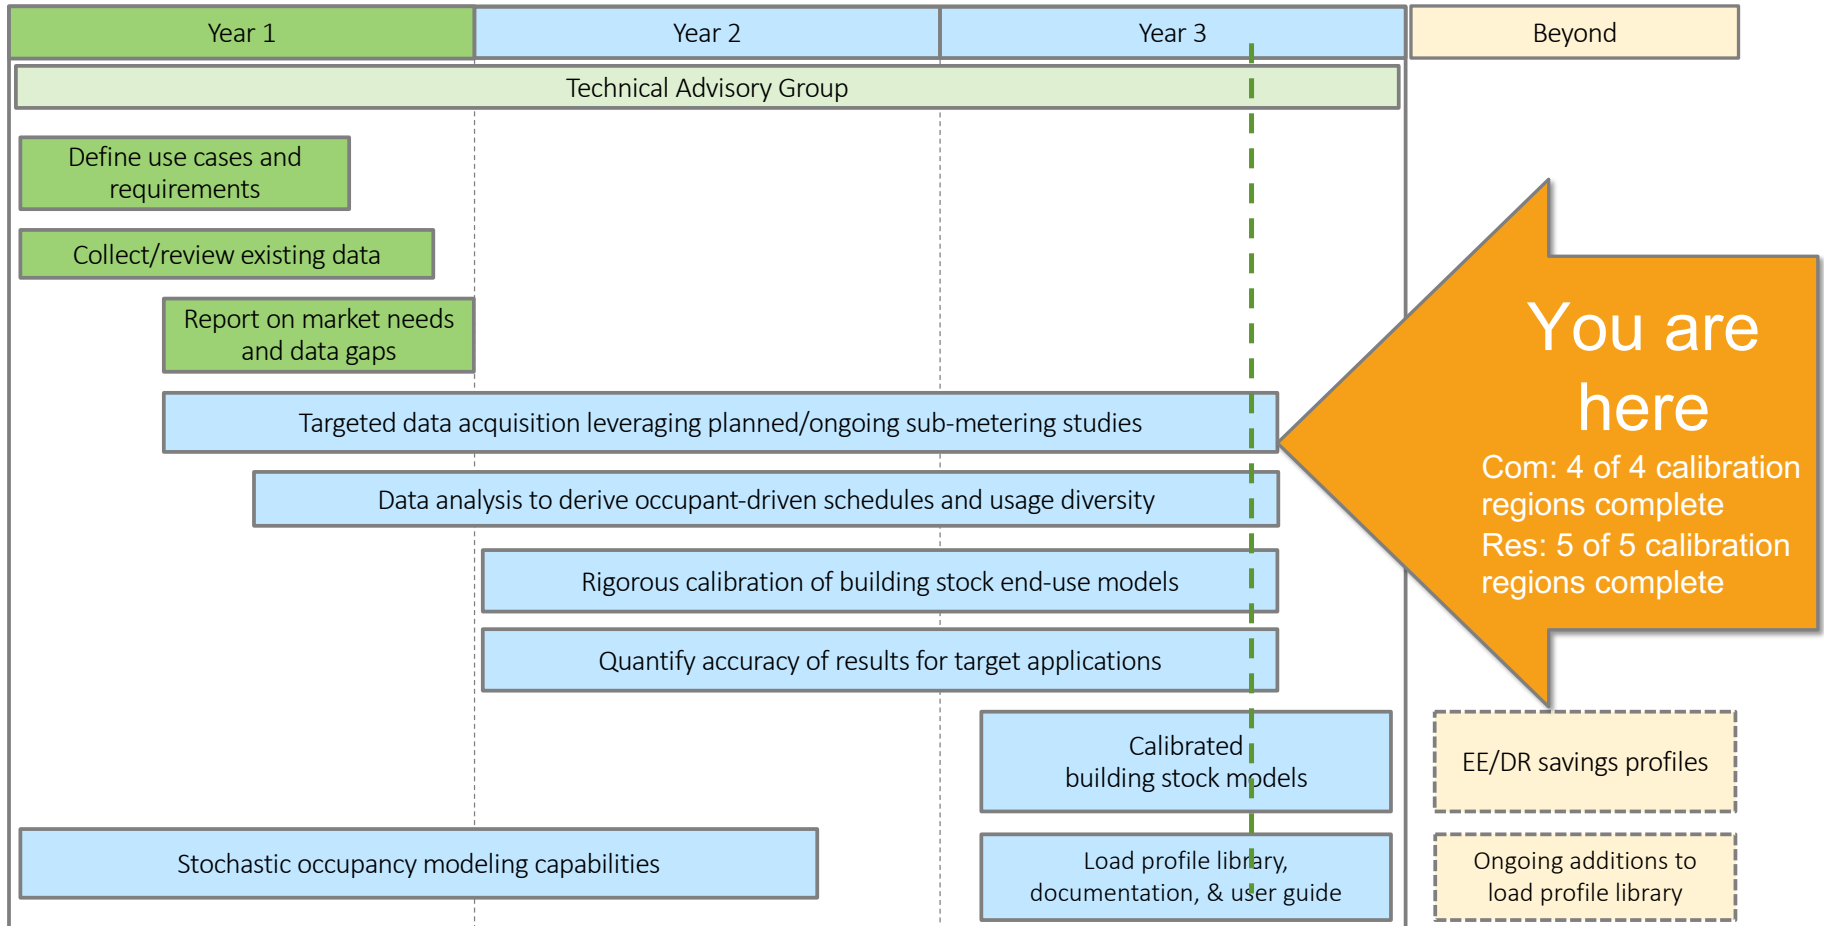 Year 1
Year 2
Year 3
Beyond
Technical Advisory Group
Define use cases and
requirements
Collect/review existing data
Report on market needs
and data gaps
Targeted data acquisition leveraging planned/ongoing sub-metering studies
Data analysis to derive occupant-driven schedules and usage diversity
Rigorous calibration of building stock end-use models
Quantify accuracy of results for target applications
You are
here
Com: 4 of 4 calibration
regions complete
Res: 5 of 5 calibration
regions complete
Calibrated
building stock models
EE/DR savings profiles
Stochastic occupancy modeling capabilities
Load profile library,
documentation, & user guide
Ongoing additions to
load profile library